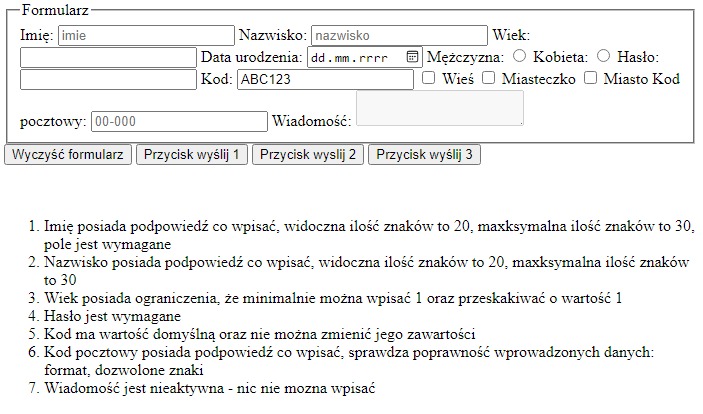 Formularz
Imię: imie Nazwisko: nazwisko Wiek:
Data urodzenia: dd.mm.rrrr Mężczyzna: Kobieta: Hasło:
Kod: ABC123 Wieś Miasteczko Miasto Kod
pocztowy: 00-000 Wiadomość:
Wyczyść formularz Przycisk wyślij 1 Przycisk wyslij 2 Przycisk wyślij 3
1. Imię posiada podpowiedź co wpisać, widoczna ilość znaków to 20, maxksymalna ilość znaków to 30,
pole jest wymagane
2. Nazwisko posiada podpowiedź co wpisać, widoczna ilość znaków to 20, maxksymalna ilość znaków
to 30
3. Wiek posiada ograniczenia, że minimalnie można wpisać 1 oraz przeskakiwać o wartość 1
4. Hasło jest wymagane
5. Kod ma wartość domyślną oraz nie można zmienić jego zawartości
6. Kod pocztowy posiada podpowiedź co wpisać, sprawdza poprawność wprowadzonych danych:
format, dozwolone znaki
7. Wiadomość jest nieaktywna - nic nie mozna wpisać